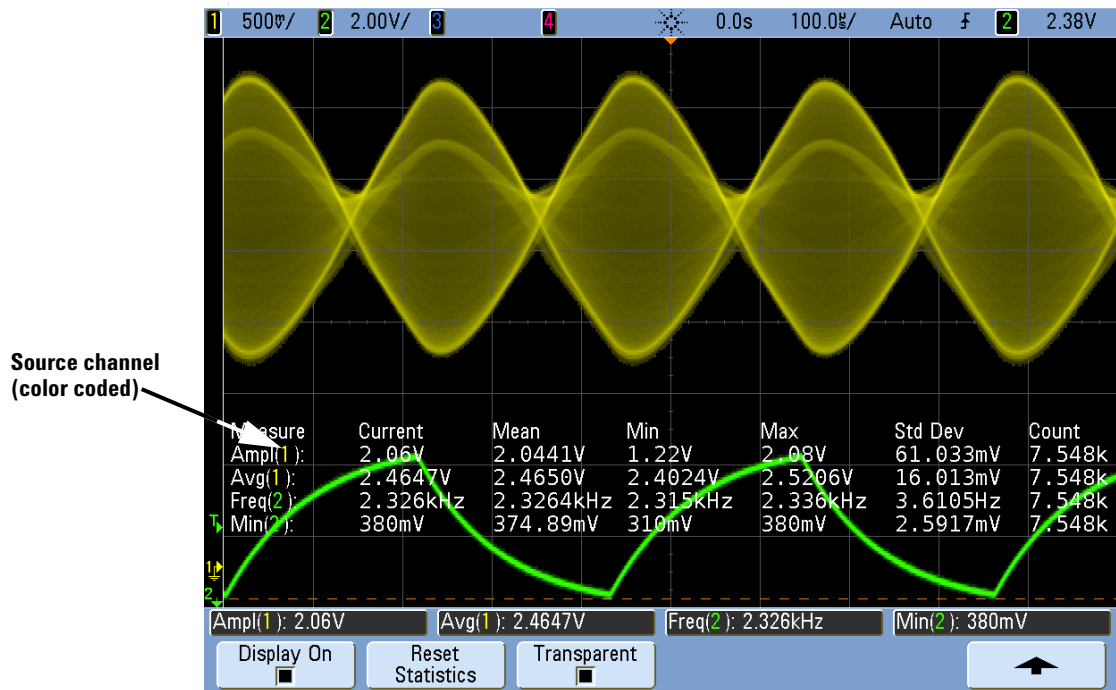 1 500mV/ 2 2.00V/ 3 4 0.0s 100.0µs/ Auto 2 2.38V
Source channel
(color coded)
Measure Current Mean Min Max Std Dev Count
Ampl(1): 2.06V 2.0441V 1.22V 2.08V 61.033mV 7.548k
Avg(1): 2.4647V 2.4650V 2.4024V 2.5206V 16.013mV 7.548k
Freq(2): 2.326kHz 2.3264kHz 2.315kHz 2.336kHz 3.6105Hz 7.548k
Min(2): 380mV 374.89mV 310mV 380mV 2.5917mV 7.548k
T
1
2
Ampl(1): 2.06V Avg(1): 2.4647V Freq(2): 2.326kHz Min(2): 380mV
Display On Reset Statistics Transparent